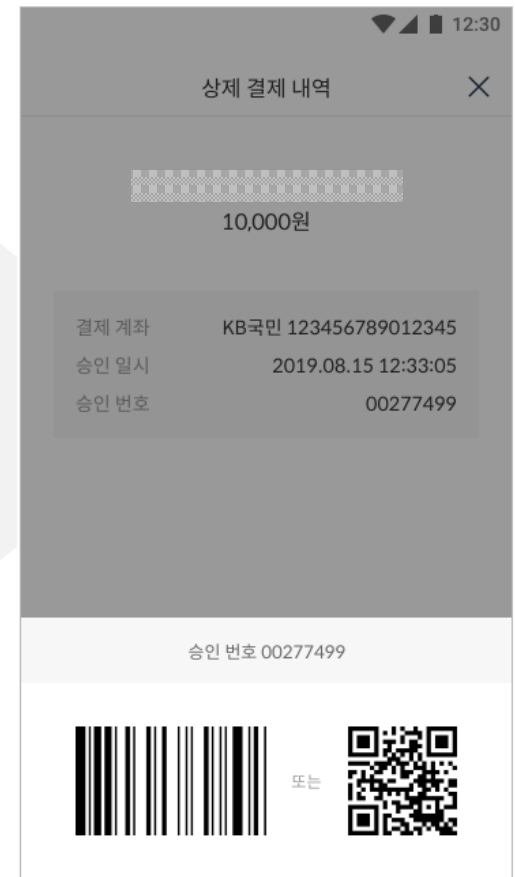 12:30
상제 결제 내역
10,000원
결제 계좌 KB국민 123456789012345
승인 일시 2019.08.15 12:33:05
승인 번호 00277499
승인 번호 00277499
또는